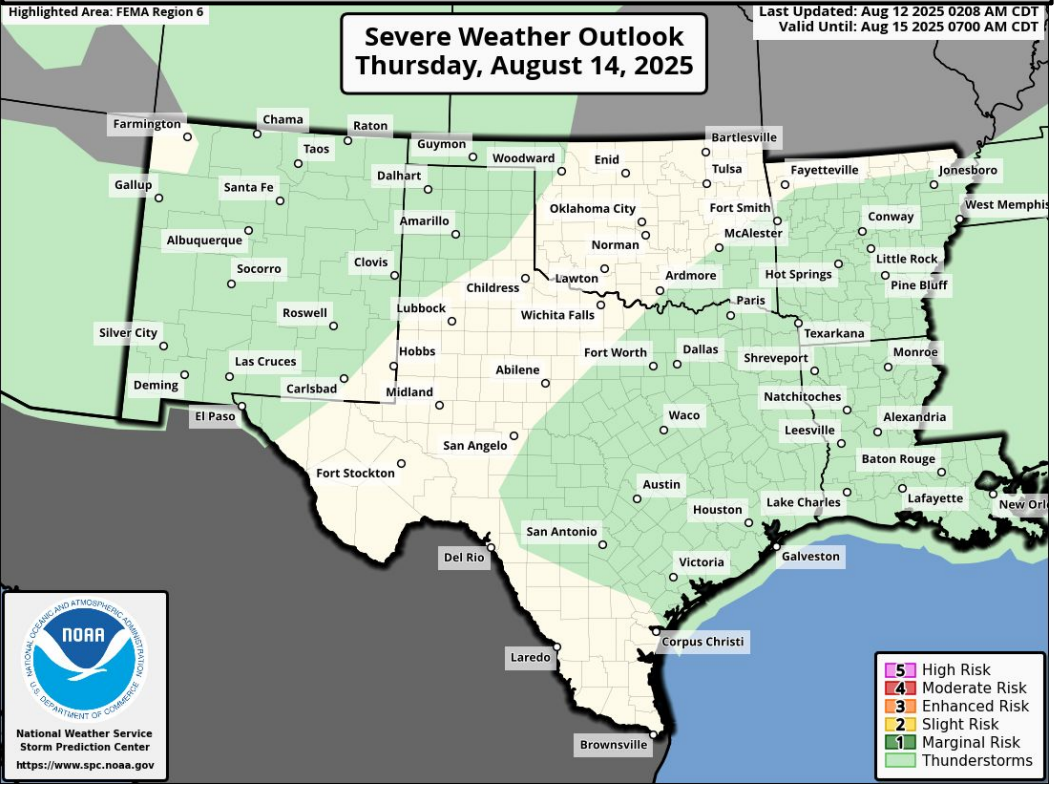 Highlighted Area: FEMA Region 6
Last Updated: Aug 12 2025 0208 AM CDT
Valid Until: Aug 15 2025 0700 AM CDT
Severe Weather Outlook
Thursday, August 14, 2025
Farmington
Chama
Raton
Taos
Guymon
Woodward
Enid
Bartlesville
Tulsa
Fayetteville
Jonesboro
Gallup
Santa Fe
Dalhart
Oklahoma City
Fort Smith
West Memphis
Albuquerque
Amarillo
Norman
McAlester
Conway
Socorro
Clovis
Childress
Lawton
Ardmore
Hot Springs
Little Rock
Pine Bluff
Roswell
Lubbock
Wichita Falls
Paris
Texarkana
Silver City
Las Cruces
Hobbs
Fort Worth
Dallas
Shreveport
Monroe
Deming
Carlsbad
Midland
Abilene
Natchitoches
El Paso
San Angelo
Waco
Leesville
Alexandria
Fort Stockton
Baton Rouge
Austin
Houston
Lake Charles
Lafayette
New Orl
Del Rio
San Antonio
Galveston
Victoria
Laredo
Corpus Christi
Brownsville
NATIONAL OCEANIC AND ATMOSPHERIC ADMINISTRATION
NOAA
U.S. DEPARTMENT OF COMMERCE
National Weather Service
Storm Prediction Center
https://www.spc.noaa.gov
5 High Risk
4 Moderate Risk
3 Enhanced Risk
2 Slight Risk
1 Marginal Risk
Thunderstorms